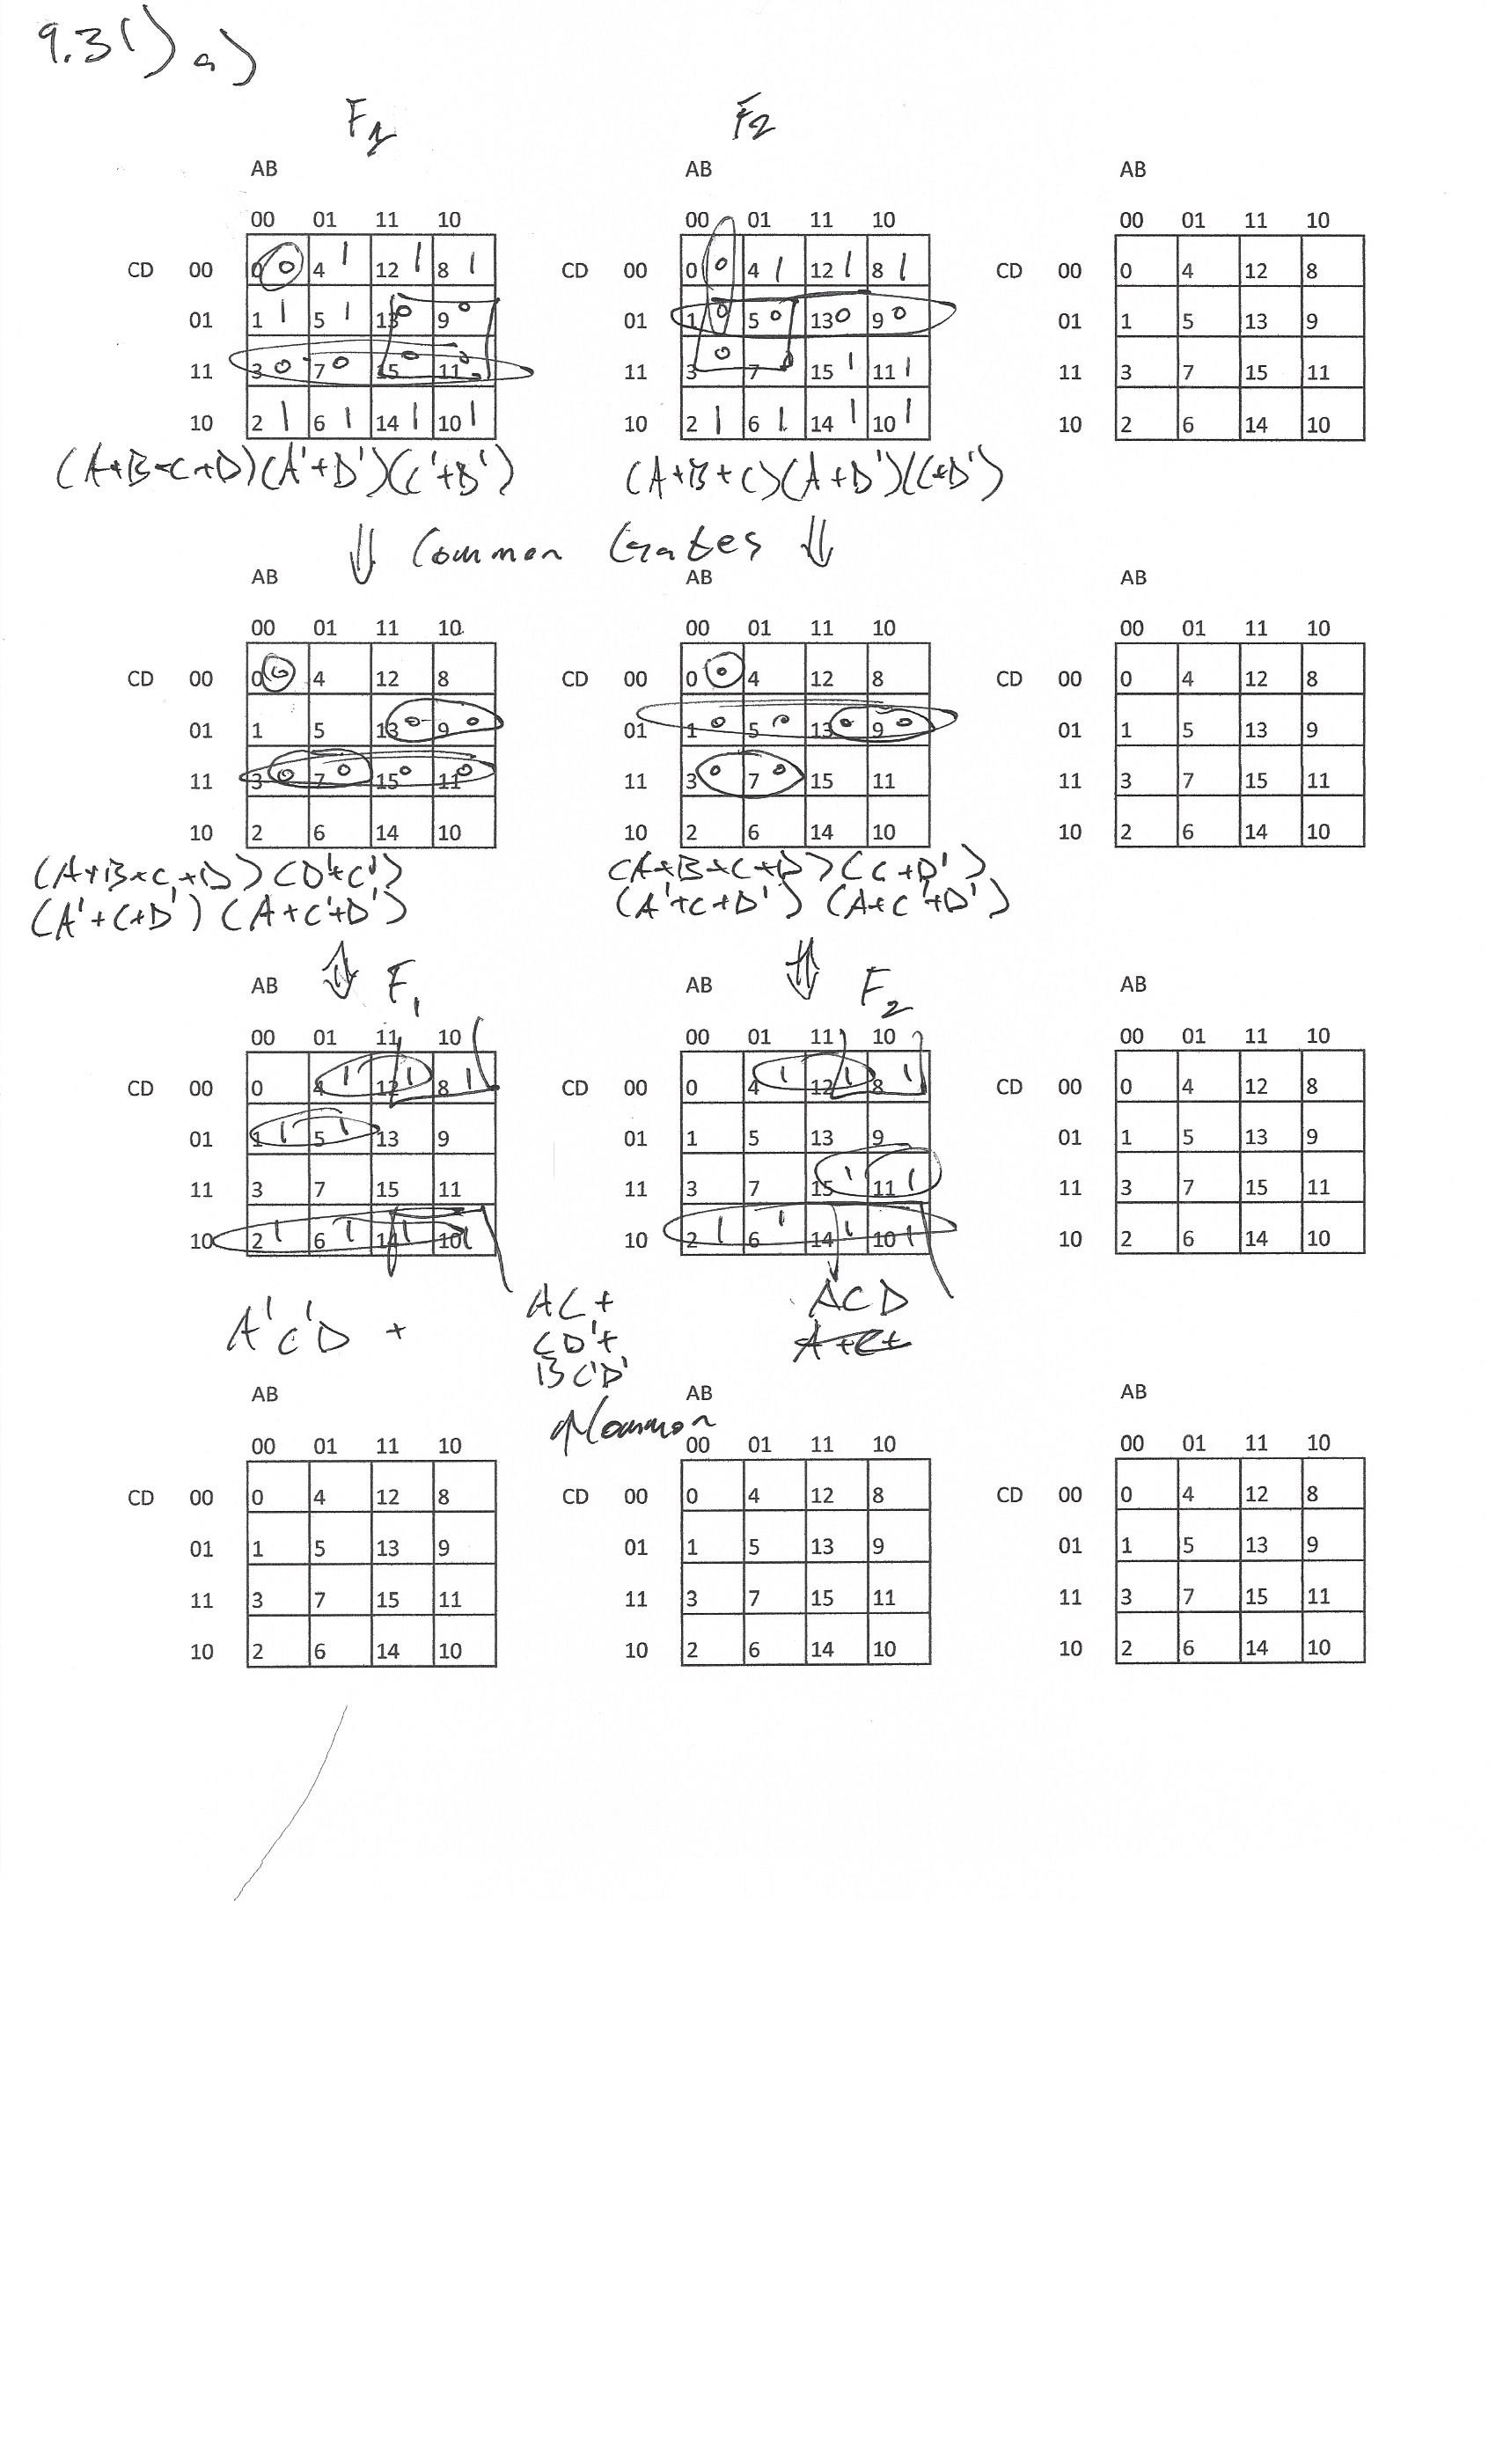 9.31) a)
F1 F2
AB AB AB
00 01 11 10 00 01 11 10 00 01 11 10
CD 00 0 0 4 1 12 1 8 1 CD 00 0 0 4 1 12 1 8 1 CD 00 0 4 12 8
01 1 1 5 1 13 0 9 0 01 1 0 5 0 13 0 9 0 01 1 5 13 9
11 3 0 7 0 15 0 11 0 11 3 0 7 0 15 1 11 1 11 3 7 15 11
10 2 1 6 1 14 1 10 1 10 2 1 6 1 14 1 10 1 10 2 6 14 10
(A+B+C+D)(A'+D')(C'+D') (A+B+C)(A+D')(C+D')
⇓ Common Gates ⇓
AB AB AB
00 01 11 10 00 01 11 10 00 01 11 10
CD 00 0 0 4 12 8 CD 00 0 0 4 12 8 CD 00 0 4 12 8
01 1 5 13 0 9 0 01 1 0 5 0 13 0 9 0 01 1 5 13 9
11 3 0 7 0 15 0 11 0 11 3 0 7 0 15 11 11 3 7 15 11
10 2 6 14 10 10 2 6 14 10 10 2 6 14 10
(A+B+C+D)(D'+C') (A+B+C+D)(C+D')
(A'+C+D')(A+C'+D') (A'+C+D')(A+C'+D')
⇕ F1 ⇕ F2
AB AB AB
00 01 11 10 00 01 11 10 00 01 11 10
CD 00 0 4 1 12 1 8 1 CD 00 0 4 1 12 1 8 1 CD 00 0 4 12 8
01 1 1 5 1 13 9 01 1 5 13 9 01 1 5 13 9
11 3 7 15 11 11 3 7 15 1 11 1 11 3 7 15 11
10 2 1 6 1 14 1 10 1 10 2 1 6 1 14 1 10 1 10 2 6 14 10
A'C'D + AC+ ACD
CD'+ A+C+
BC'D'
AB AB AB
Common
00 01 11 10 00 01 11 10 00 01 11 10
CD 00 0 4 12 8 CD 00 0 4 12 8 CD 00 0 4 12 8
01 1 5 13 9 01 1 5 13 9 01 1 5 13 9
11 3 7 15 11 11 3 7 15 11 11 3 7 15 11
10 2 6 14 10 10 2 6 14 10 10 2 6 14 10